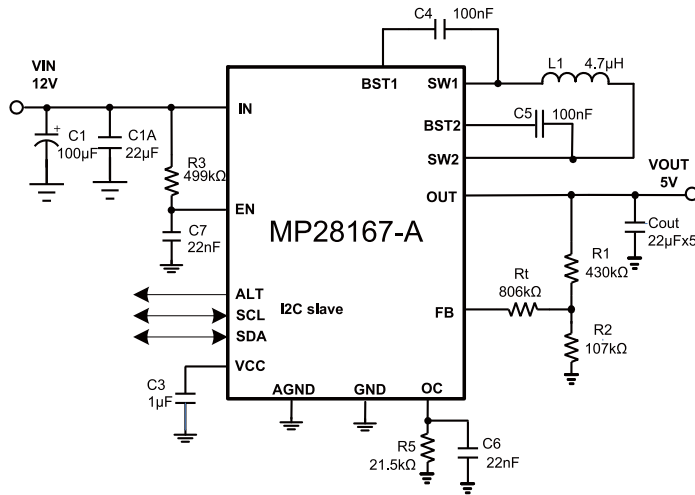 C4
100nF
VIN
12V
BST1
SW1
L1
4.7µH
IN
C5
100nF
BST2
C1
100µF
+
C1A
22µF
SW2
R3
499kΩ
VOUT
5V
OUT
EN
C7
22nF
MP28167-A
Cout
22µFx5
R1
430kΩ
Rt
806kΩ
ALT
SCL
I2C slave
FB
SDA
R2
107kΩ
VCC
C3
1µF
AGND
GND
OC
R5
21.5kΩ
C6
22nF